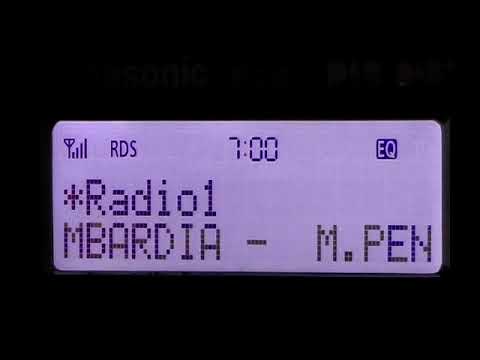 RDS 7:00 EQ
*Radio1
MBARDIA - M.PEN